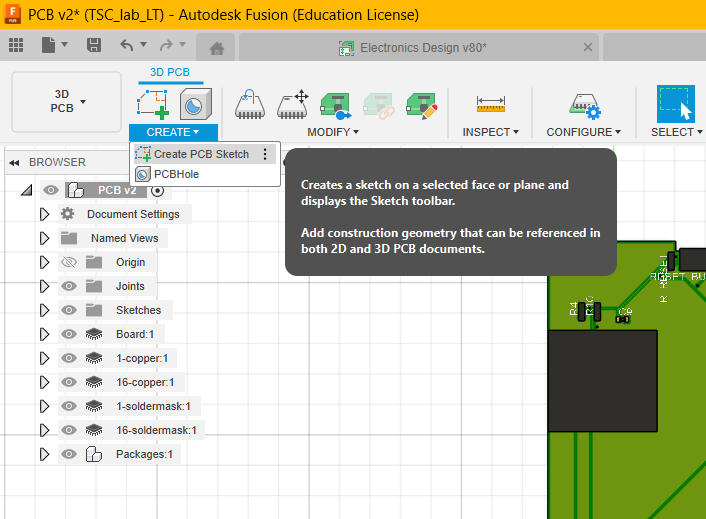 PCB v2* (TSC_lab_LT) - Autodesk Fusion (Education License)
Electronics Design v80*
3D PCB
3D
PCB
CREATE
MODIFY
INSPECT
CONFIGURE
SELECT
Create PCB Sketch
PCBHole
Creates a sketch on a selected face or plane and
displays the Sketch toolbar.
Add construction geometry that can be referenced in
both 2D and 3D PCB documents.
BROWSER
PCB v2
Document Settings
Named Views
Origin
Joints
Sketches
Board:1
1-copper:1
16-copper:1
1-soldermask:1
16-soldermask:1
Packages:1
RESET BU
R_RESET
R4
R10
C9